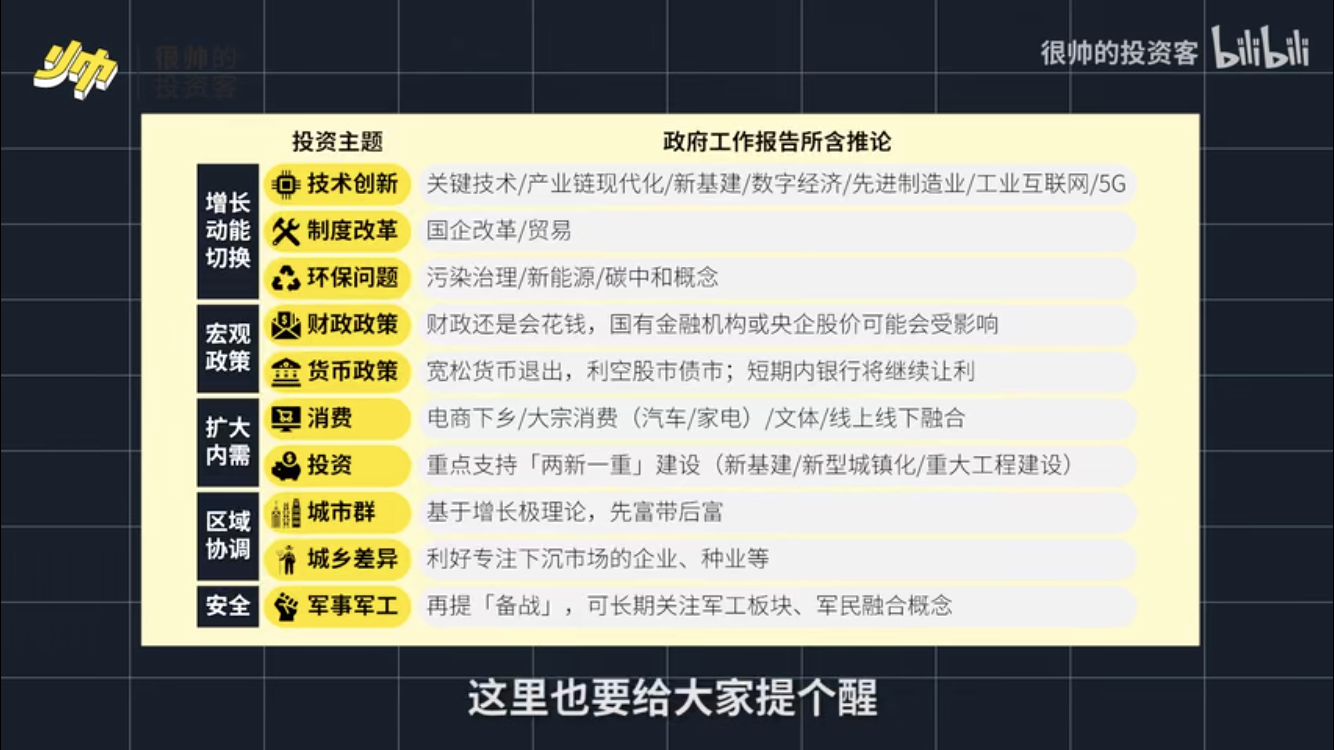 帅
很帅的
投资客
很帅的投资客 bilibili
投资主题 政府工作报告所含推论
增长
动能
切换
技术创新 关键技术/产业链现代化/新基建/数字经济/先进制造业/工业互联网/5G
制度改革 国企改革/贸易
环保问题 污染治理/新能源/碳中和概念
宏观
政策
财政政策 财政还是会花钱，国有金融机构或央企股价可能会受影响
货币政策 宽松货币退出，利空股市债市；短期内银行将继续让利
扩大
内需
消费 电商下乡/大宗消费（汽车/家电）/文体/线上线下融合
投资 重点支持「两新一重」建设（新基建/新型城镇化/重大工程建设）
区域
协调
城市群 基于增长极理论，先富带后富
城乡差异 利好专注下沉市场的企业、种业等
安全 军事军工 再提「备战」，可长期关注军工板块、军民融合概念
这里也要给大家提个醒